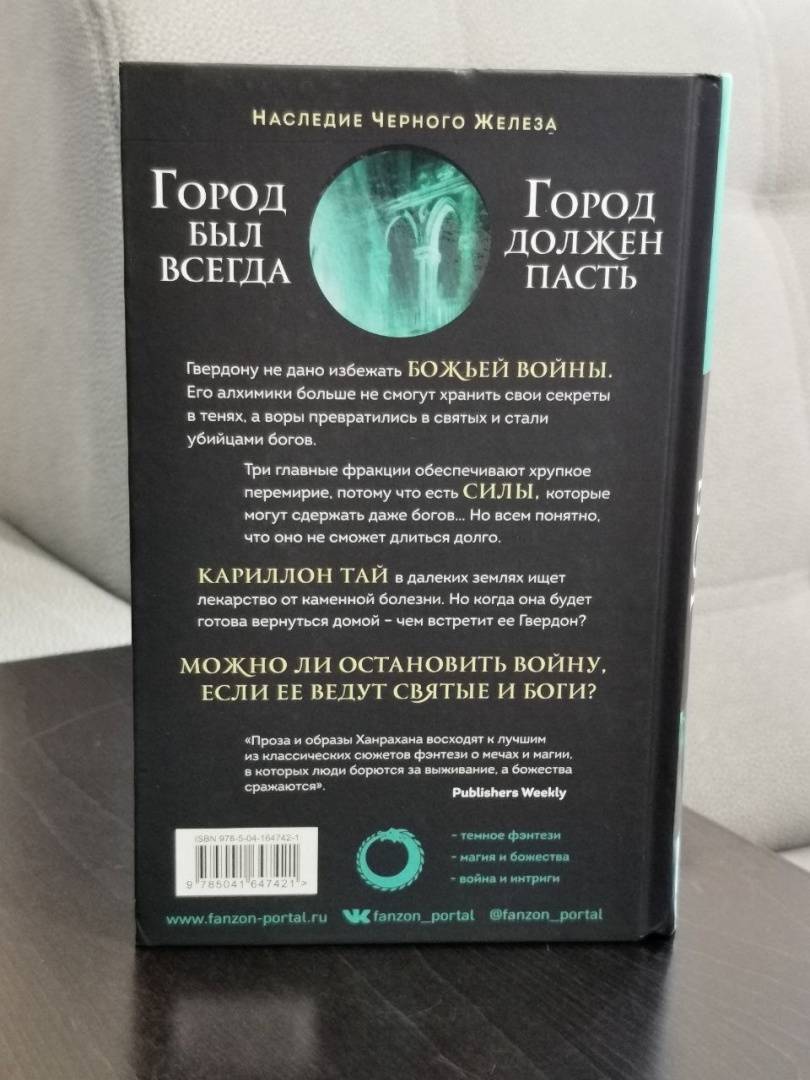 Наследие Черного Железа
Город
был
всегда
Город
должен
пасть
Гвердону не дано избежать БОЖЬЕЙ ВОЙНЫ.
Его алхимики больше не смогут хранить свои секреты
в тенях, а воры превратились в святых и стали
убийцами богов.
Три главные фракции обеспечивают хрупкое
перемирие, потому что есть СИЛЫ, которые
могут сдержать даже богов... Но всем понятно,
что оно не сможет длиться долго.
КАРИЛЛОН ТАЙ в далеких землях ищет
лекарство от каменной болезни. Но когда она будет
готова вернуться домой – чем встретит ее Гвердон?
МОЖНО ЛИ ОСТАНОВИТЬ ВОЙНУ,
ЕСЛИ ЕЕ ВЕДУТ СВЯТЫЕ И БОГИ?
«Проза и образы Ханрахана восходят к лучшим
из классических сюжетов фэнтези о мечах и магии,
в которых люди борются за выживание, а божества
сражаются».
Publishers Weekly
ISBN 978-5-04-164742-1
9 785041 647421 >
- темное фэнтези
- магия и божества
- война и интриги
www.fanzon-portal.ru fanzon_portal @fanzon_portal